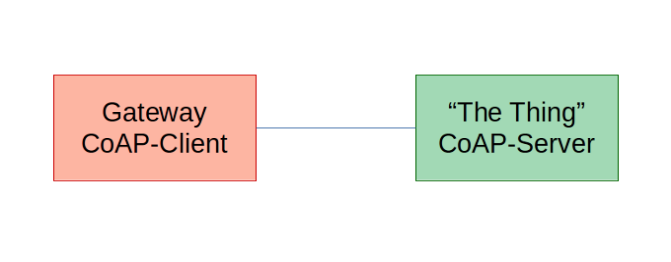 Gateway
CoAP-Client
“The Thing”
CoAP-Server